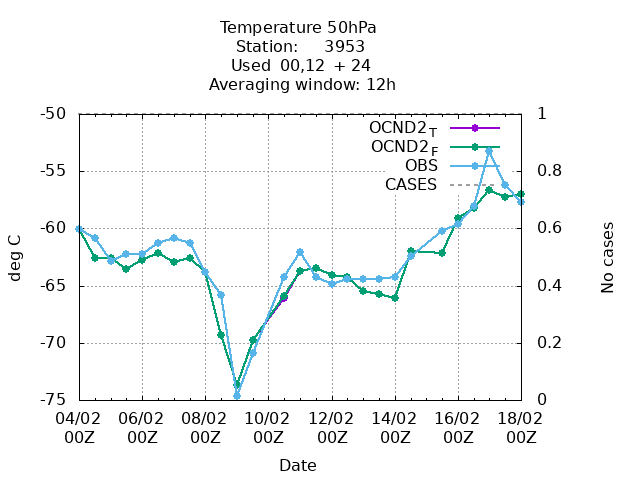 Temperature 50hPa
Station: 3953
Used 00,12 + 24
Averaging window: 12h
-50 1
OCND2 T
OCND2 F
OBS
CASES
-55 0.8
-60 0.6
-65 0.4
-70 0.2
-75 0
deg C
No cases
04/02 06/02 08/02 10/02 12/02 14/02 16/02 18/02
00Z 00Z 00Z 00Z 00Z 00Z 00Z 00Z
Date